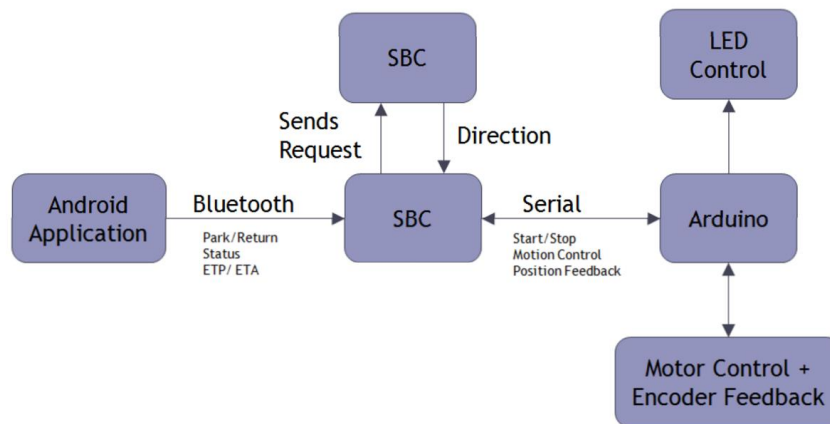 SBC
LED
Control
Sends
Request
Direction
Android
Application
Bluetooth
Park/Return
Status
ETP/ ETA
SBC
Serial
Start/Stop
Motion Control
Position Feedback
Arduino
Motor Control +
Encoder Feedback